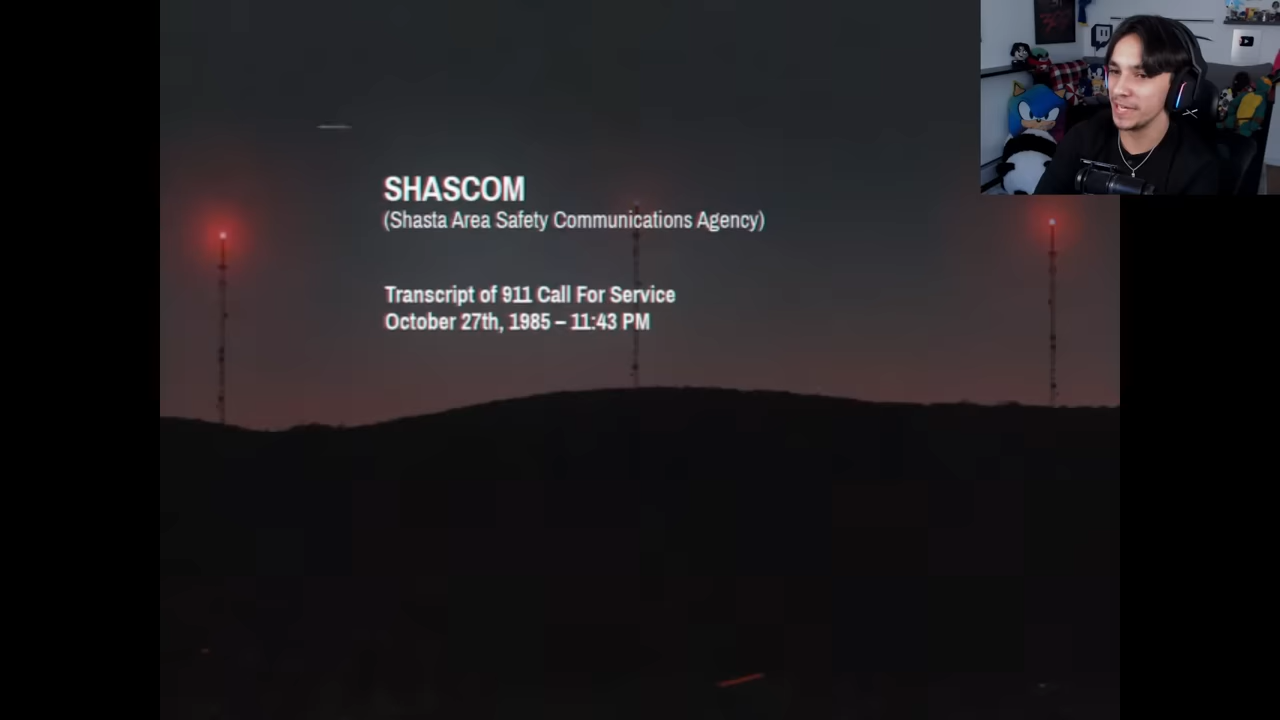 SHASCOM
(Shasta Area Safety Communications Agency)
Transcript of 911 Call For Service
October 27th, 1985 – 11:43 PM